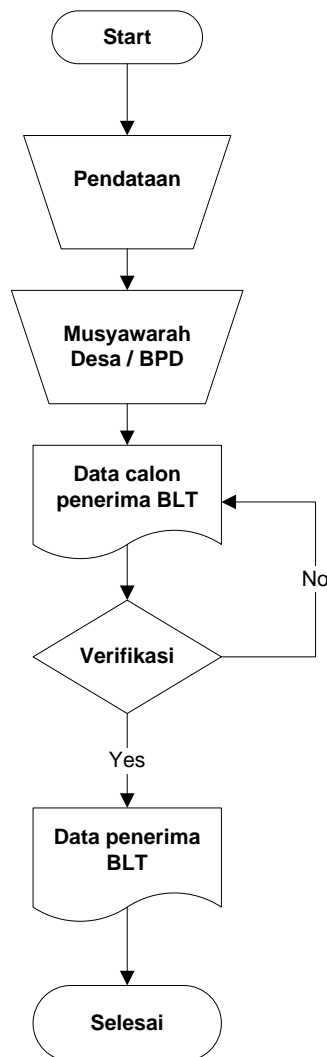 Start
Pendataan
Musyawarah
Desa / BPD
Data calon
penerima BLT
No
Verifikasi
Yes
Data penerima
BLT
Selesai